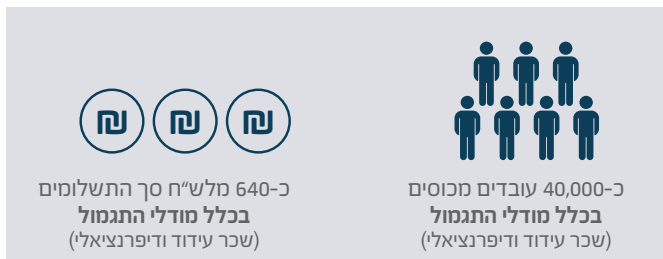 כ-40,000 עובדים מכוסים
בכלל מודלי התגמול
(שכר עידוד ודיפרנציאלי)
₪ ₪ ₪
כ-640 מלש״ח סך התשלומים
בכלל מודלי התגמול
(שכר עידוד ודיפרנציאלי)